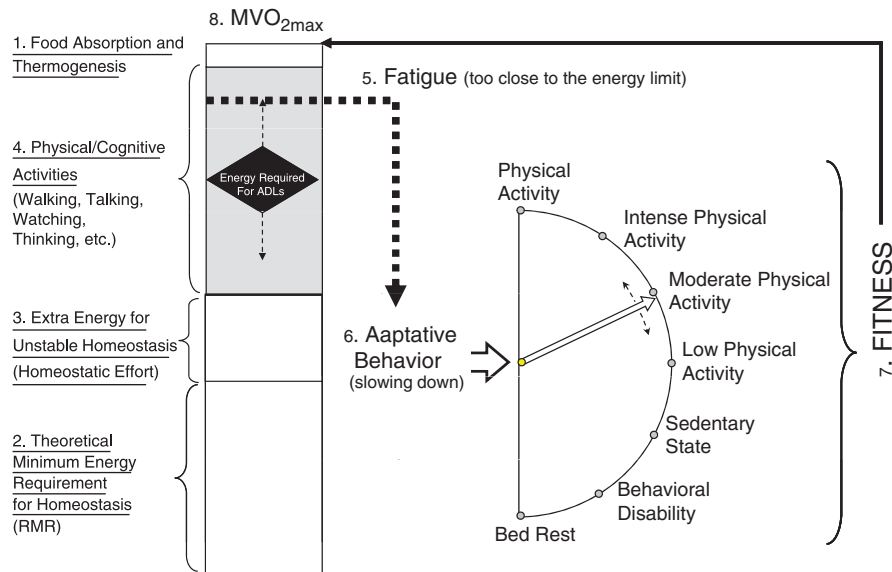 8. MVO2max
1. Food Absorption and
Thermogenesis
5. Fatigue (too close to the energy limit)
4. Physical/Cognitive
Activities
(Walking, Talking,
Watching,
Thinking, etc.)
Energy Required
For ADLs
3. Extra Energy for
Unstable Homeostasis
(Homeostatic Effort)
2. Theoretical
Minimum Energy
Requirement
for Homeostasis
(RMR)
6. Aaptative
Behavior
(slowing down)
Physical
Activity
Intense Physical
Activity
Moderate Physical
Activity
Low Physical
Activity
Sedentary
State
Behavioral
Disability
Bed Rest
7. FITNESS